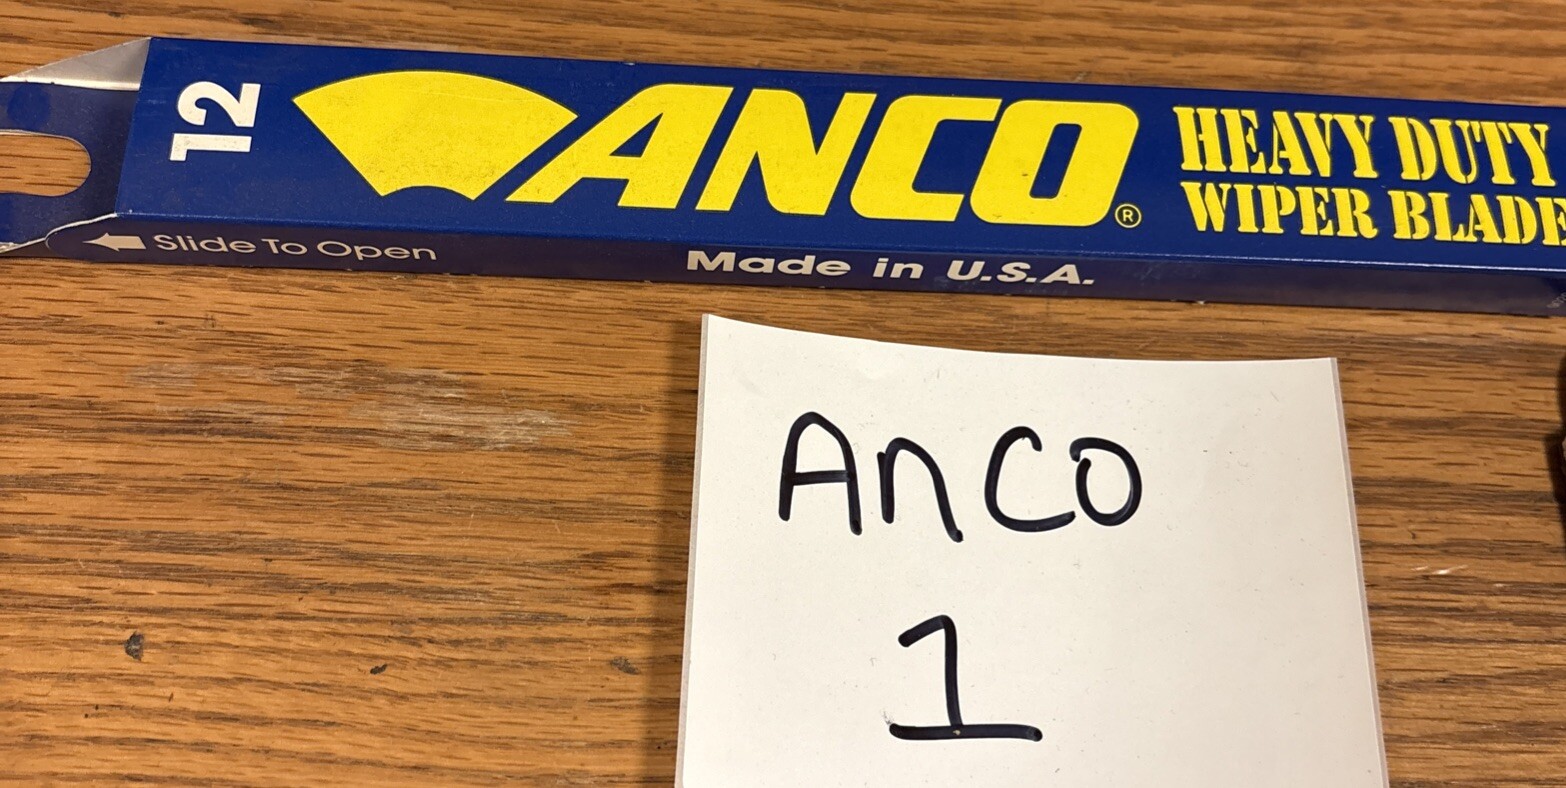 12
ANCO®
HEAVY DUTY
WIPER BLADE
Slide To Open
Made in U.S.A.
Anco
1